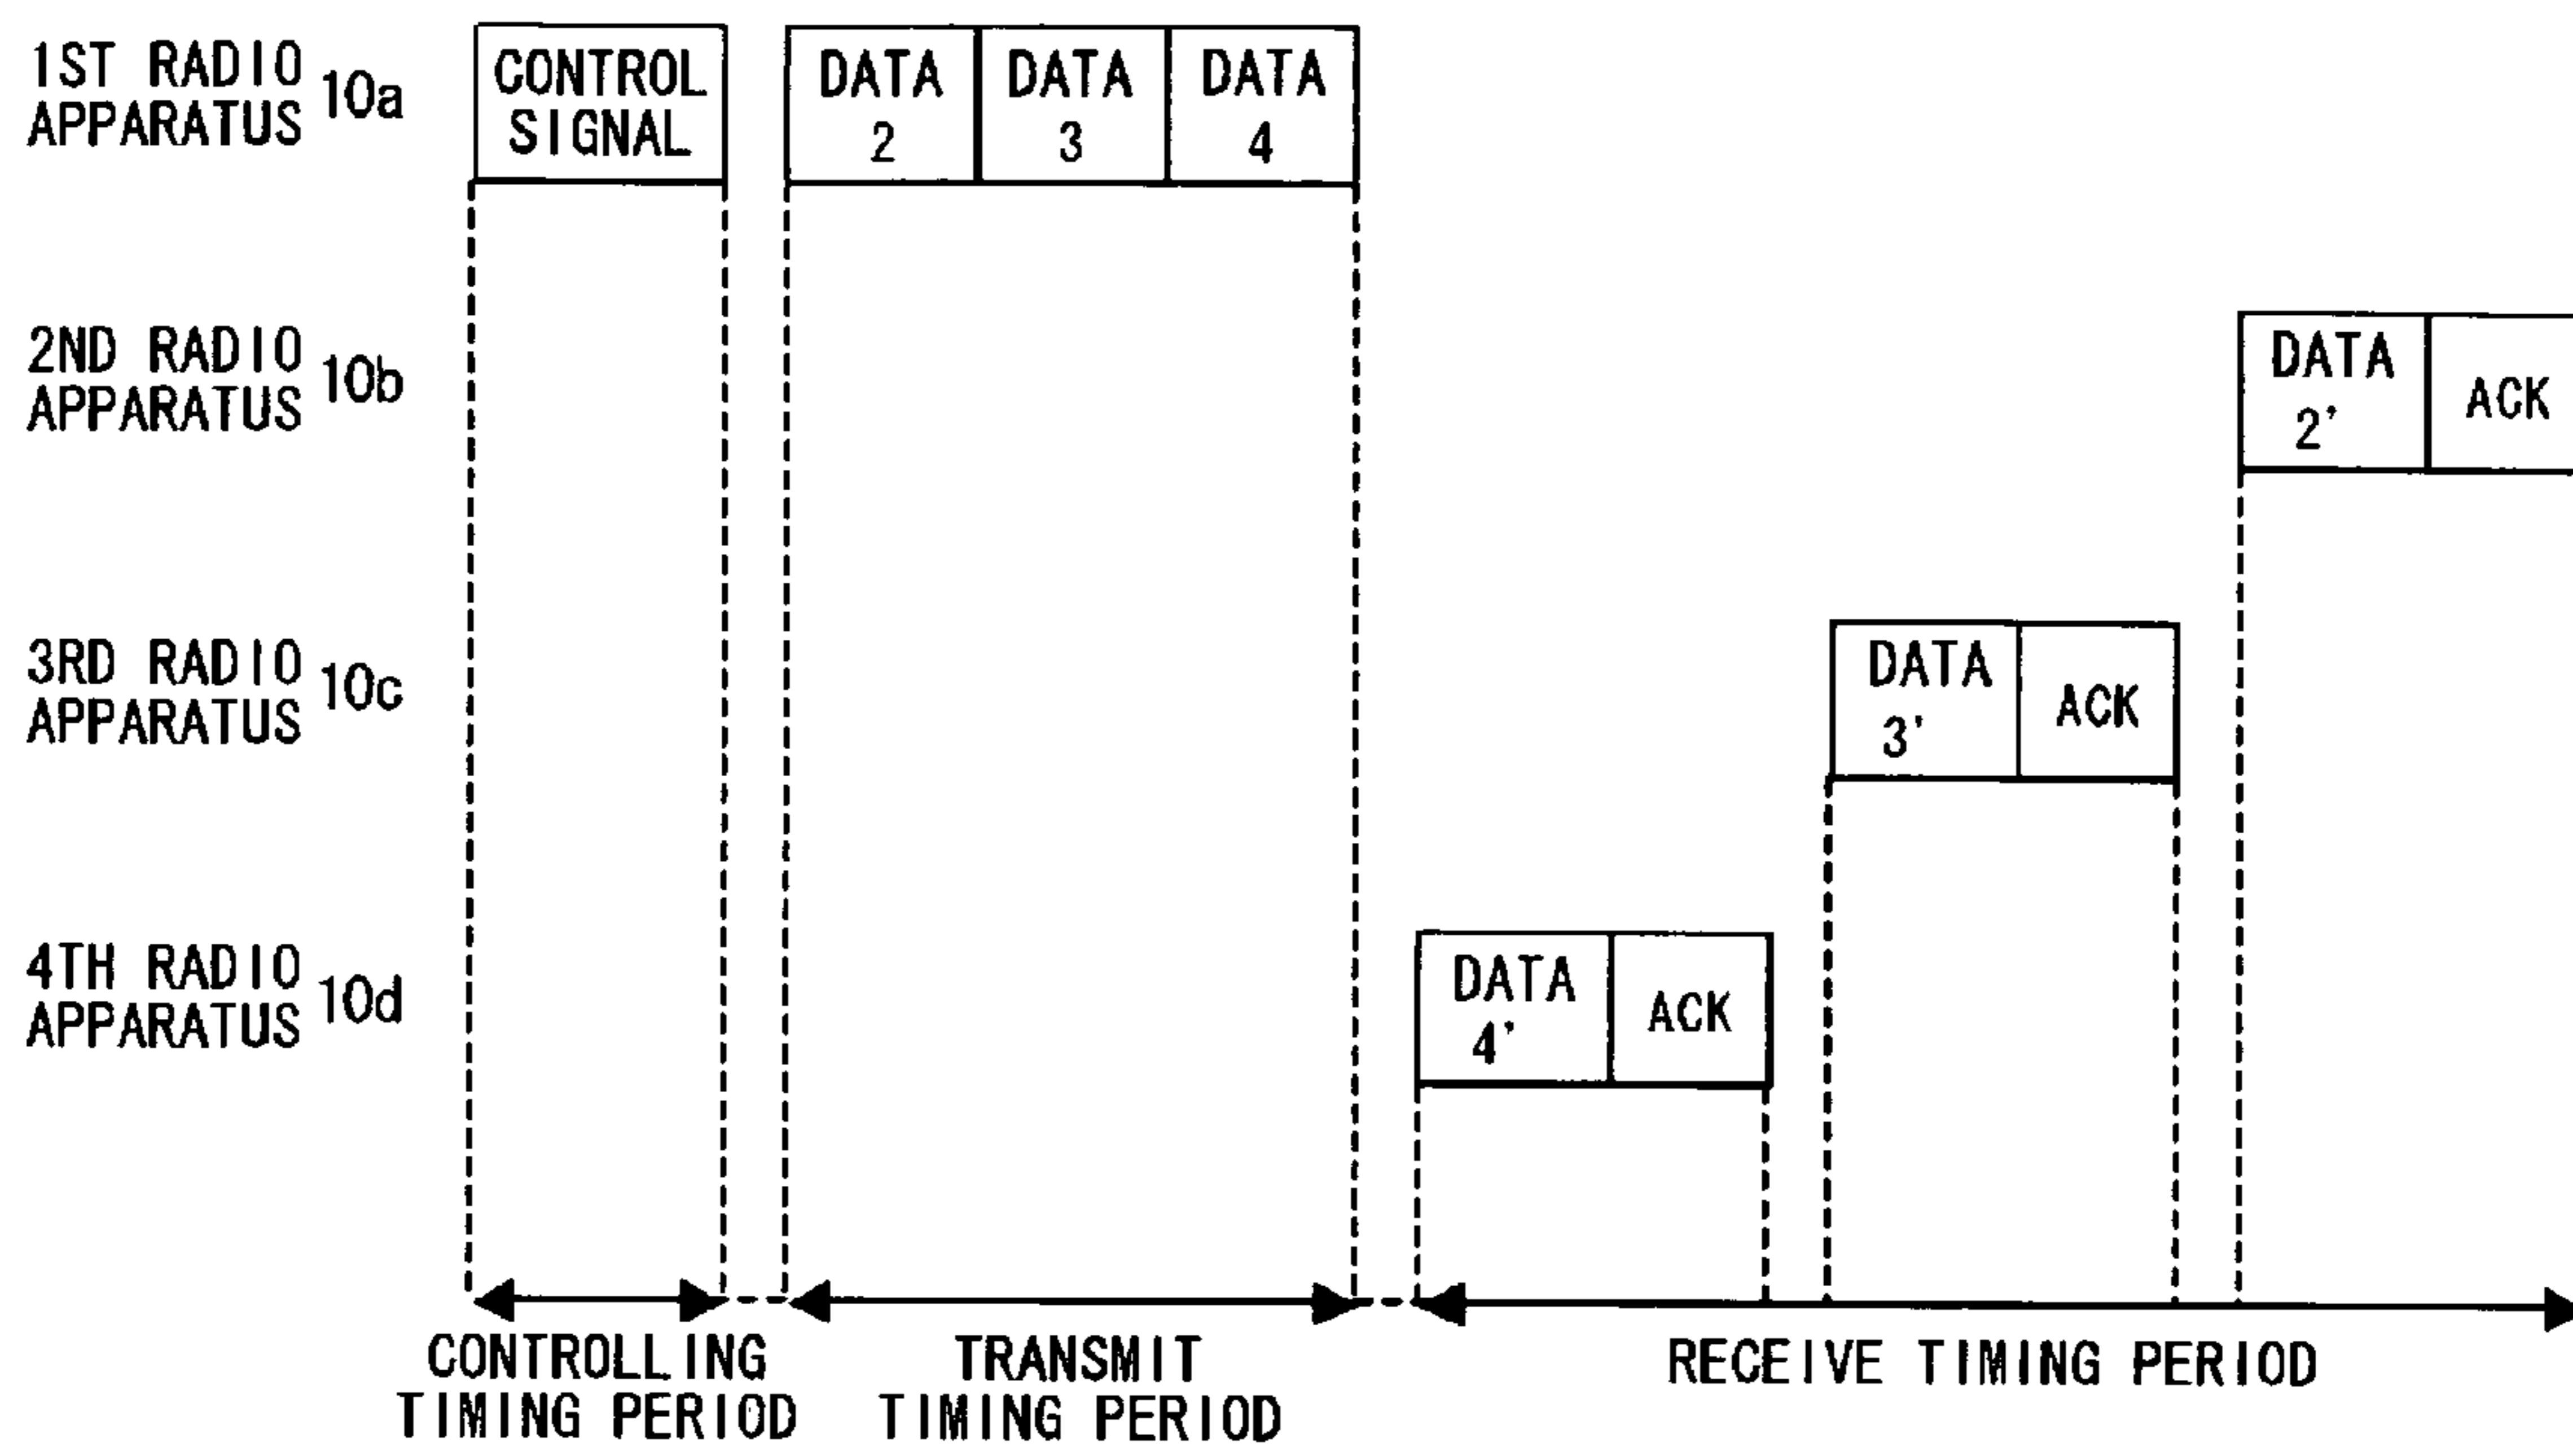 1ST RADIO
APPARATUS 10a
CONTROL
SIGNAL
DATA
2
DATA
3
DATA
4
2ND RADIO
APPARATUS 10b
DATA
2'
ACK
3RD RADIO
APPARATUS 10c
DATA
3'
ACK
4TH RADIO
APPARATUS 10d
DATA
4'
ACK
CONTROLLING
TIMING PERIOD
TRANSMIT
TIMING PERIOD
RECEIVE TIMING PERIOD